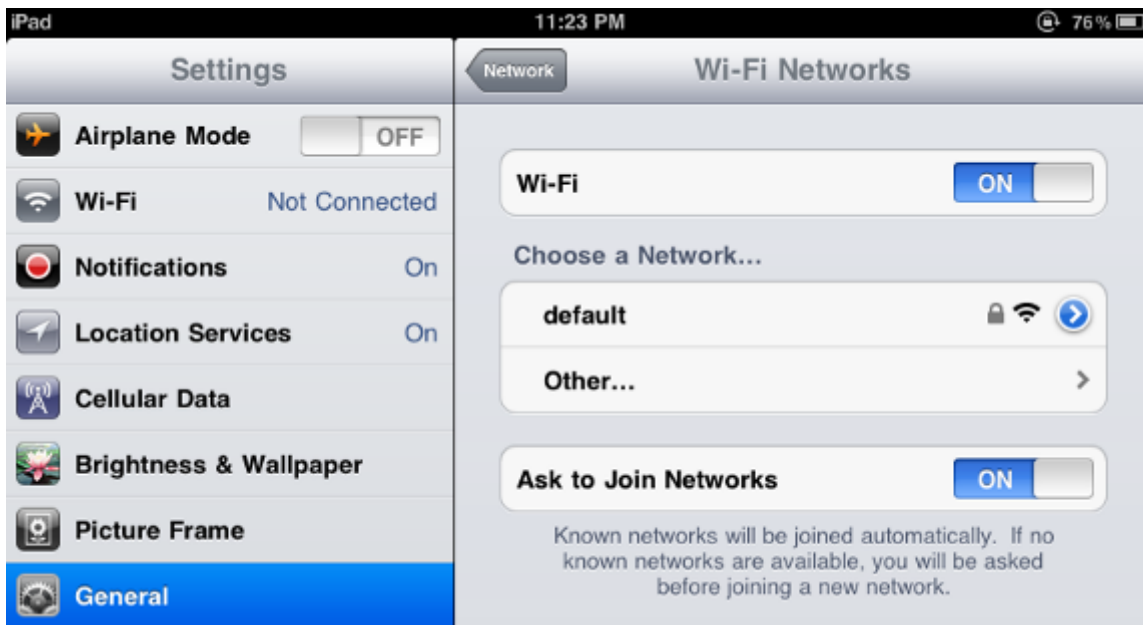 iPad 11:23 PM 76%
Settings
Airplane Mode OFF
Wi-Fi Not Connected
Notifications On
Location Services On
Cellular Data
Brightness & Wallpaper
Picture Frame
General
Network Wi-Fi Networks
Wi-Fi ON
Choose a Network...
default
Other...
Ask to Join Networks ON
Known networks will be joined automatically. If no
known networks are available, you will be asked
before joining a new network.